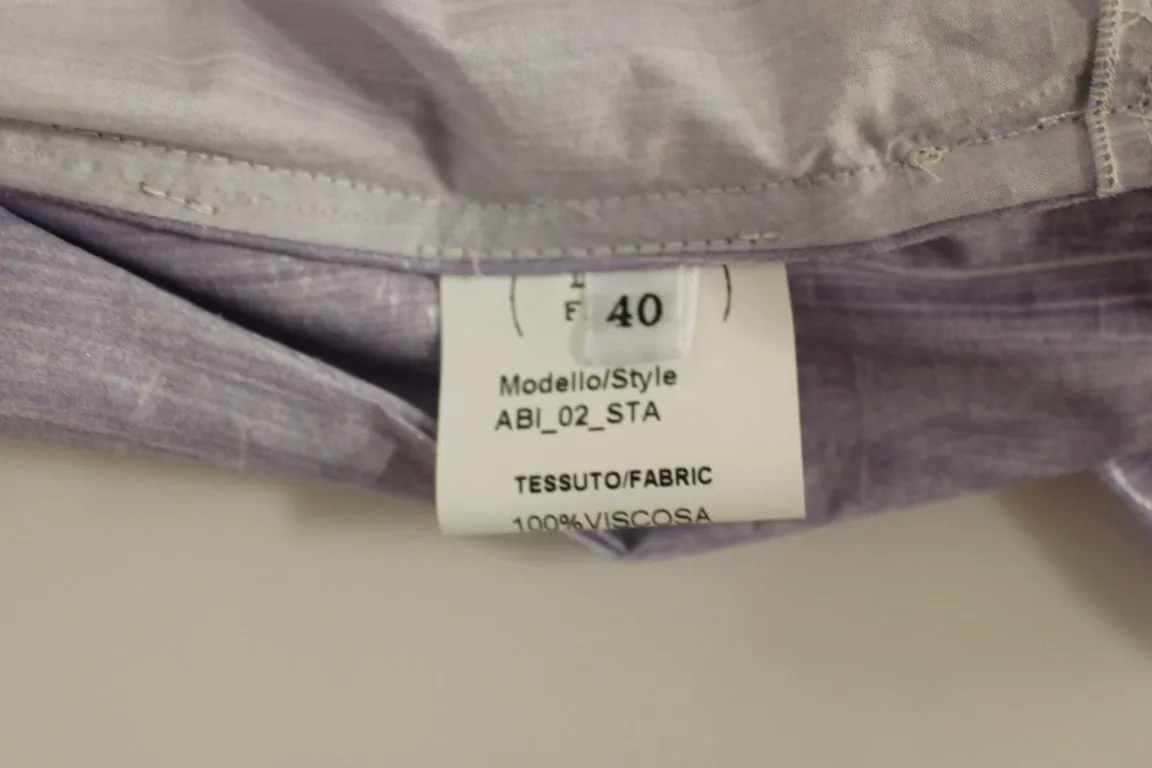 F 40
Modello/Style
ABI_02_STA
TESSUTO/FABRIC
100%VISCOSA